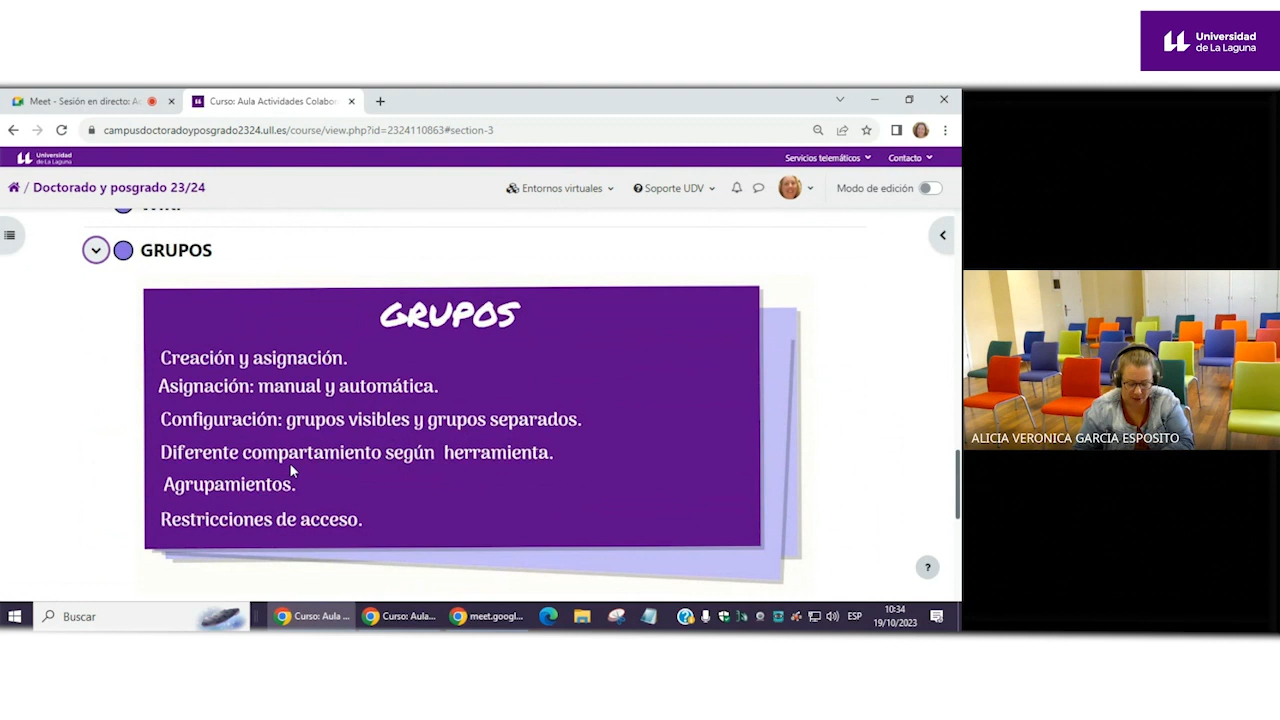 Universidad
de La Laguna
Meet - Sesión en directo: Ac
Curso: Aula Actividades Colabor
campusdoctoradoyposgrado2324.ull.es/course/view.php?id=2324110863#section-3
Universidad
de La Laguna
Servicios telemáticos
Contacto
/ Doctorado y posgrado 23/24
Entornos virtuales
Soporte UDV
Modo de edición
Wiki
GRUPOS
GRUPOS
Creación y asignación.
Asignación: manual y automática.
Configuración: grupos visibles y grupos separados.
Diferente compartamiento según herramienta.
Agrupamientos.
Restricciones de acceso.
?
ALICIA VERONICA GARCIA ESPOSITO
Buscar
Curso: Aula ...
Curso: Aula...
meet.googl...
ESP
10:34
19/10/2023